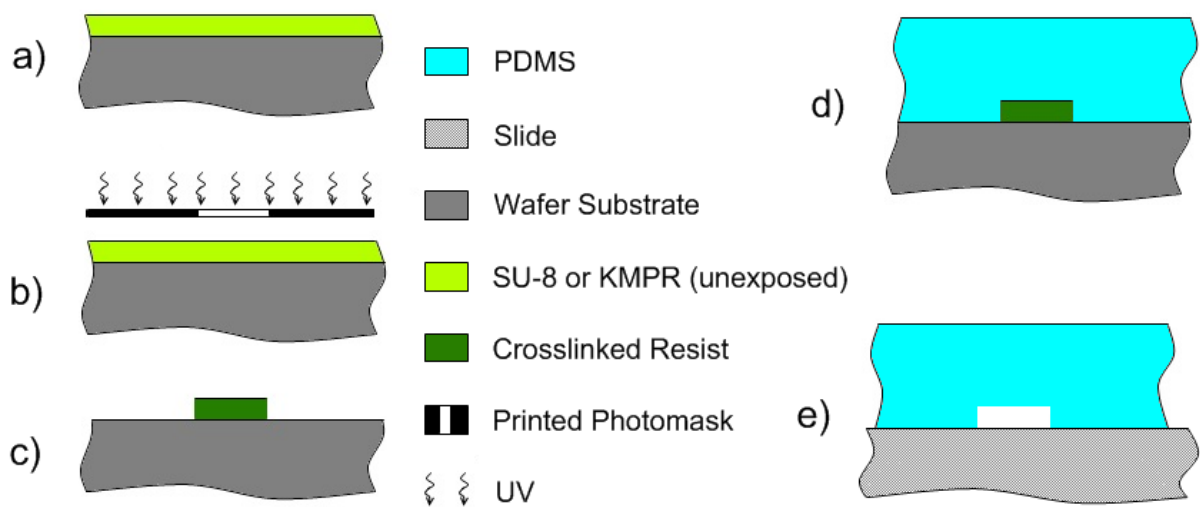 a)
b)
c)
PDMS
Slide
Wafer Substrate
SU-8 or KMPR (unexposed)
Crosslinked Resist
Printed Photomask
UV
d)
e)